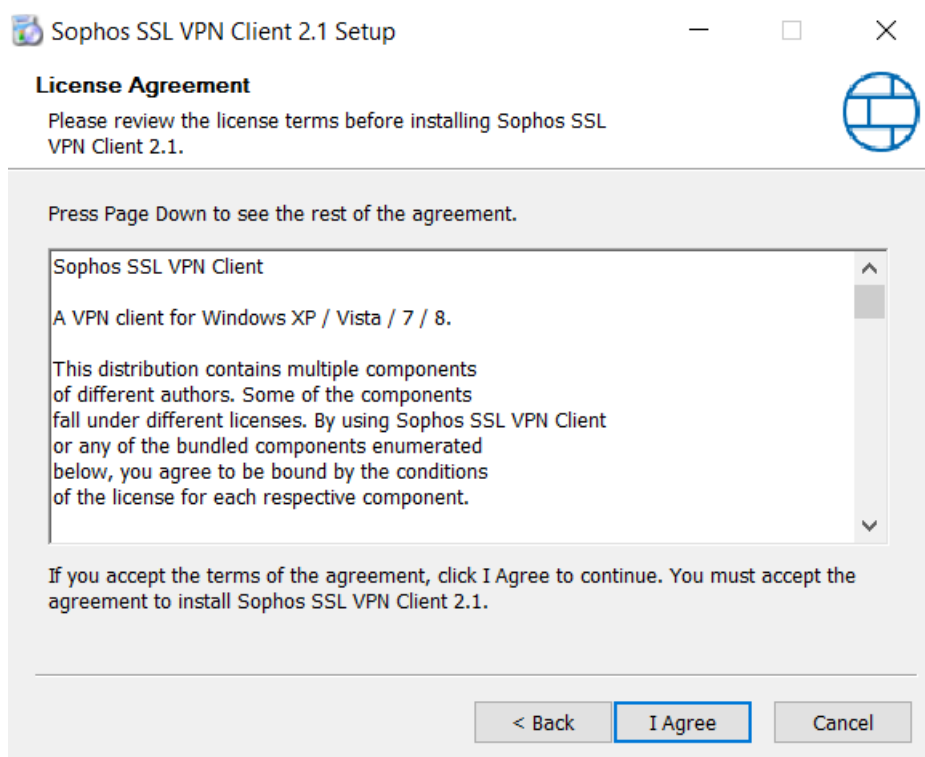 Sophos SSL VPN Client 2.1 Setup
License Agreement
Please review the license terms before installing Sophos SSL
VPN Client 2.1.
Press Page Down to see the rest of the agreement.
Sophos SSL VPN Client
A VPN client for Windows XP / Vista / 7 / 8.
This distribution contains multiple components
of different authors. Some of the components
fall under different licenses. By using Sophos SSL VPN Client
or any of the bundled components enumerated
below, you agree to be bound by the conditions
of the license for each respective component.
If you accept the terms of the agreement, click I Agree to continue. You must accept the
agreement to install Sophos SSL VPN Client 2.1.
< Back I Agree Cancel